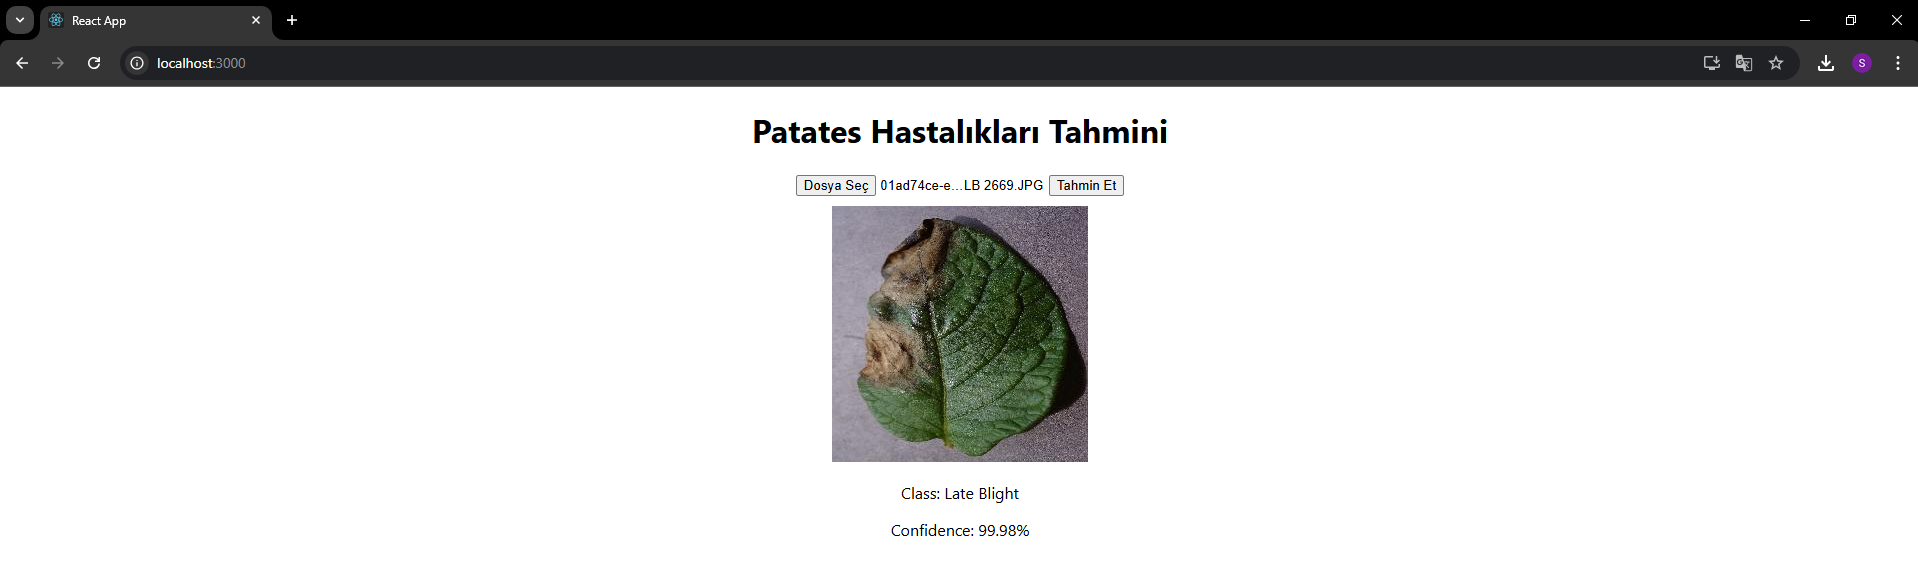 React App
localhost:3000
S
Patates Hastalıkları Tahmini
Dosya Seç 01ad74ce-e...LB 2669.JPG Tahmin Et
Class: Late Blight
Confidence: 99.98%